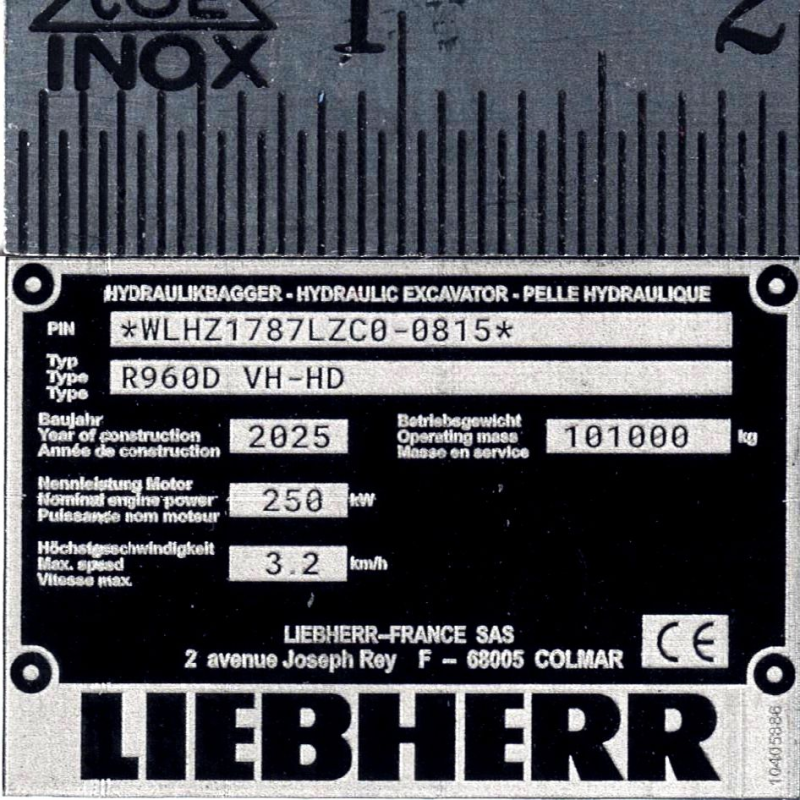 INOX
1 2
HYDRAULIKBAGGER - HYDRAULIC EXCAVATOR - PELLE HYDRAULIQUE
PIN *WLHZ1787LZC0-0815*
Typ
Type R960D VH-HD
Type
Baujahr
Year of construction 2025
Année de construction
Betriebsgewicht
Operating mass 101000 kg
Masse en service
Nennleistung Motor
Nominal engine power 250 kW
Puissance nom moteur
Höchstgeschwindigkeit
Max. speed 3.2 km/h
Vitesse max.
LIEBHERR-FRANCE SAS
2 avenue Joseph Rey F - 68005 COLMAR
CE
LIEBHERR
10405886